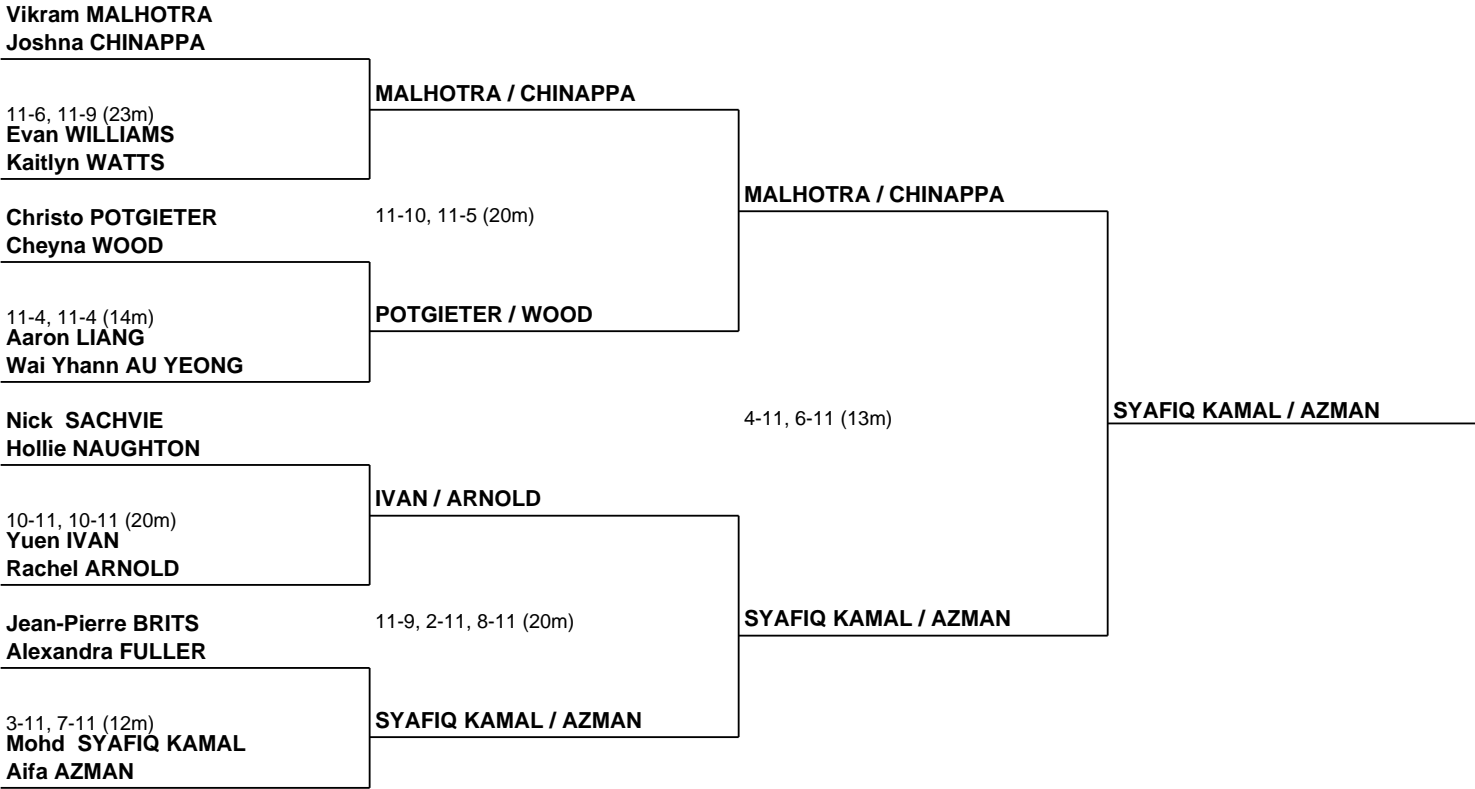 Vikram MALHOTRA
Joshna CHINAPPA
11-6, 11-9 (23m)
Evan WILLIAMS
Kaitlyn WATTS
Christo POTGIETER
Cheyna WOOD
11-4, 11-4 (14m)
Aaron LIANG
Wai Yhann AU YEONG
Nick SACHVIE
Hollie NAUGHTON
10-11, 10-11 (20m)
Yuen IVAN
Rachel ARNOLD
Jean-Pierre BRITS
Alexandra FULLER
3-11, 7-11 (12m)
Mohd SYAFIQ KAMAL
Aifa AZMAN
MALHOTRA / CHINAPPA
11-10, 11-5 (20m)
POTGIETER / WOOD
IVAN / ARNOLD
11-9, 2-11, 8-11 (20m)
SYAFIQ KAMAL / AZMAN
MALHOTRA / CHINAPPA
4-11, 6-11 (13m)
SYAFIQ KAMAL / AZMAN
SYAFIQ KAMAL / AZMAN